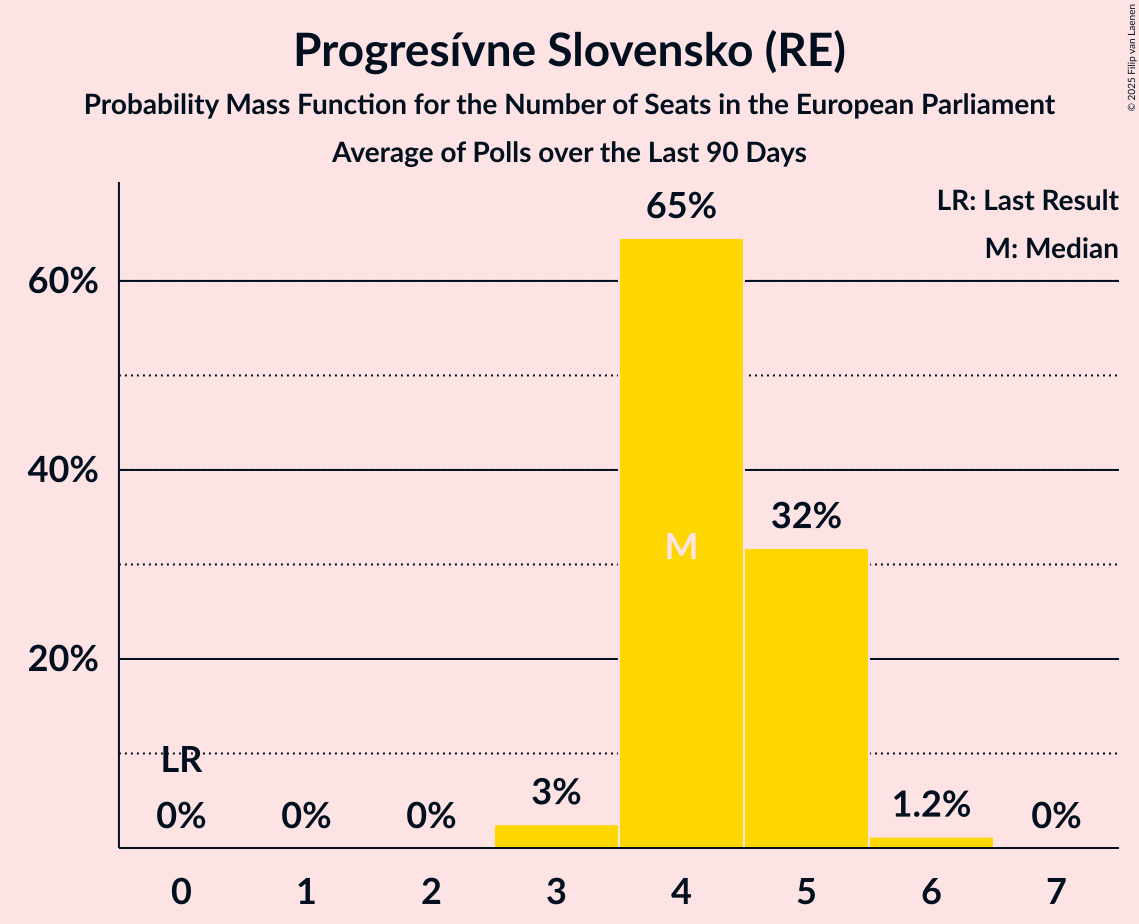 Progresívne Slovensko (RE)
Probability Mass Function for the Number of Seats in the European Parliament
Average of Polls over the Last 90 Days
© 2025 Filip van Laenen
LR: Last Result
M: Median
65%
60%
40%
32%
M
20%
LR
0%
0%
0%
3%
1.2%
0%
0 1 2 3 4 5 6 7